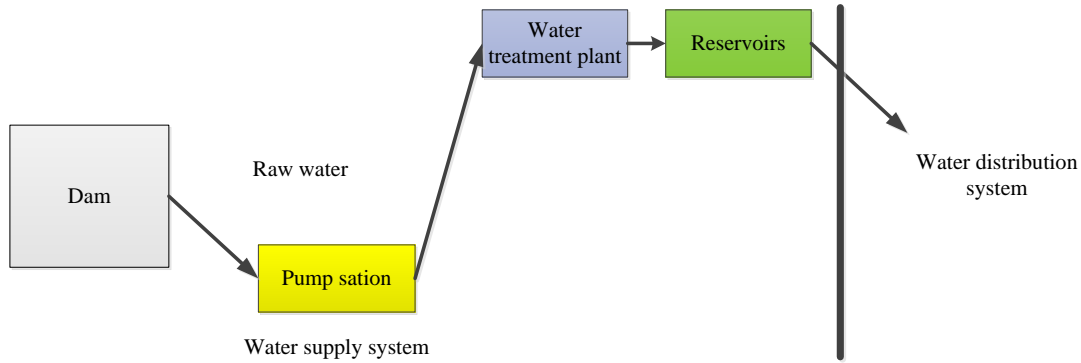 Water
treatment plant
Reservoirs
Dam
Raw water
Water distribution
system
Pump sation
Water supply system